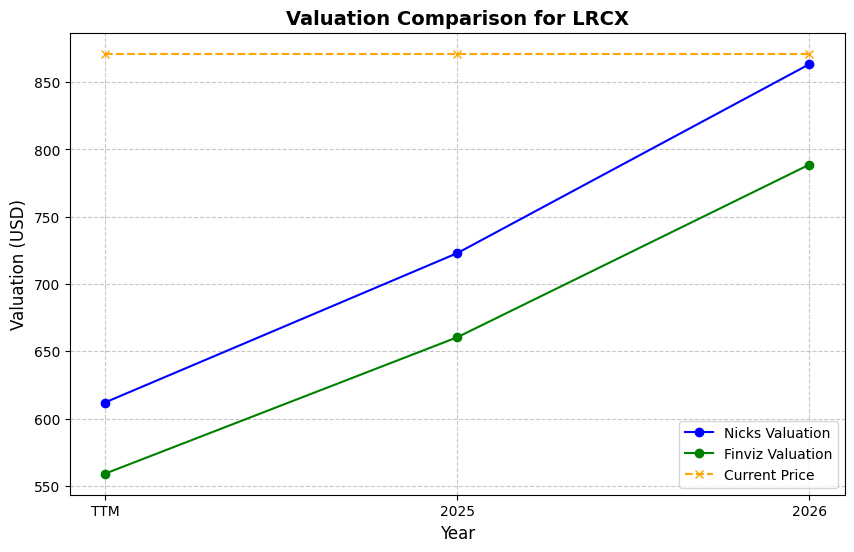 Valuation Comparison for LRCX
Valuation (USD)
850
800
750
700
650
600
550
TTM
2025
2026
Year
Nicks Valuation
Finviz Valuation
Current Price